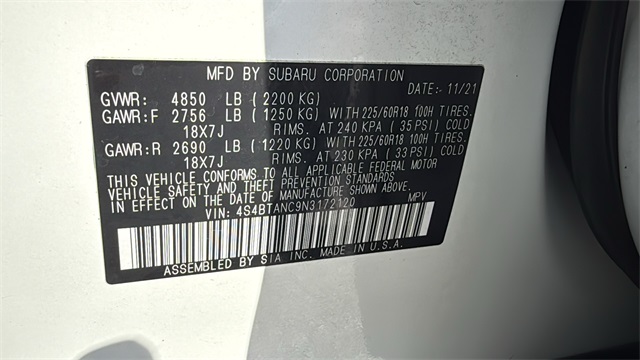 MFD BY SUBARU CORPORATION
DATE:- 11/21
GVWR: 4850 LB (2200 KG)
GAWR:F 2756 LB (1250 KG) WITH 225/60R18 100H TIRES.
18X7J RIMS. AT 240 KPA (35 PSI) COLD
GAWR:R 2690 LB (1220 KG) WITH 225/60R18 100H TIRES.
18X7J RIMS. AT 230 KPA (33 PSI) COLD
THIS VEHICLE CONFORMS TO ALL APPLICABLE FEDERAL MOTOR
VEHICLE SAFETY AND THEFT PREVENTION STANDARDS IN EFFECT
ON THE DATE OF MANUFACTURE SHOWN ABOVE.
VIN: 4S4BTANC9N3172120 MPV
ASSEMBLED BY SIA INC. MADE IN U.S.A.